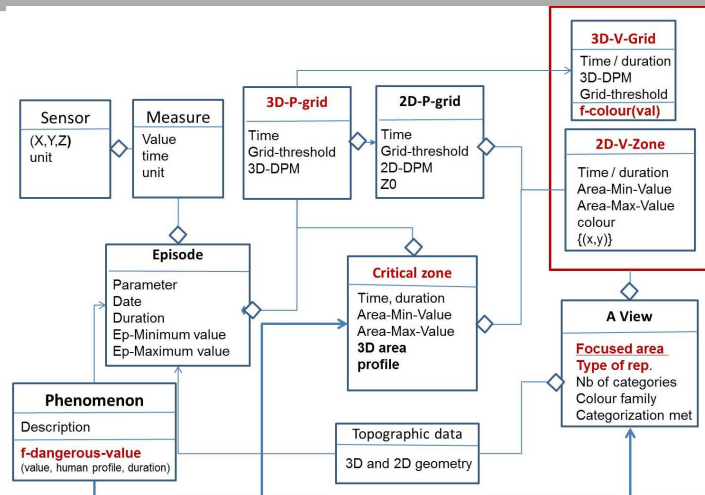 3D-V-Grid
Time / duration
3D-DPM
Grid-threshold
f-colour(val)
Sensor
(X,Y,Z)
unit
Measure
Value
time
unit
3D-P-grid
Time
Grid-threshold
3D-DPM
2D-P-grid
Time
Grid-threshold
2D-DPM
Z0
2D-V-Zone
Time / duration
Area-Min-Value
Area-Max-Value
colour
{(x,y)}
Episode
Parameter
Date
Duration
Ep-Minimum value
Ep-Maximum value
Critical zone
Time, duration
Area-Min-Value
Area-Max-Value
3D area
profile
A View
Focused area
Type of rep.
Nb of categories
Colour family
Categorization met
Phenomenon
Description
f-dangerous-value
(value, human profile, duration)
Topographic data
3D and 2D geometry